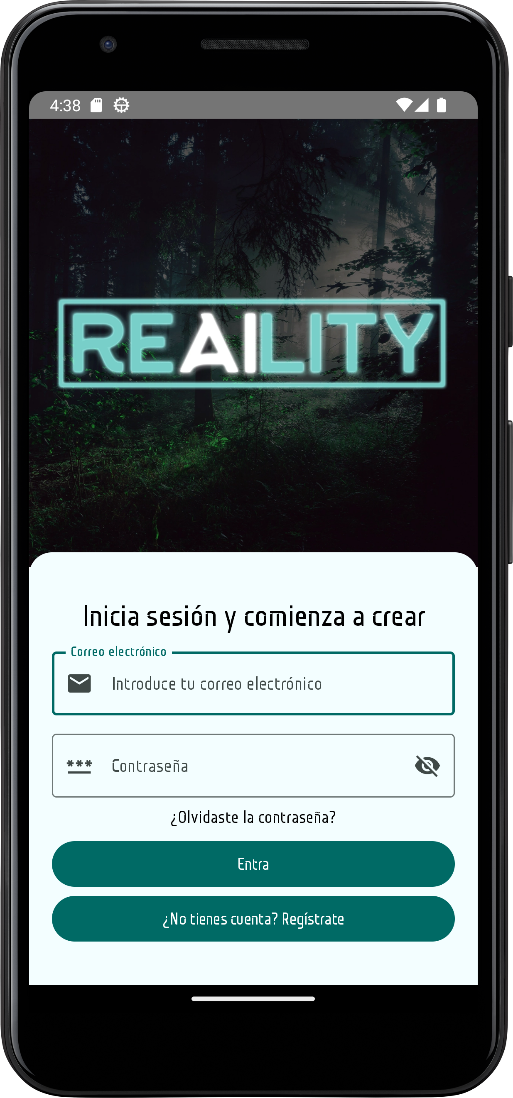 4:38
REAILITY
Inicia sesión y comienza a crear
Correo electrónico
Introduce tu correo electrónico
Contraseña
¿Olvidaste la contraseña?
Entra
¿No tienes cuenta? Regístrate